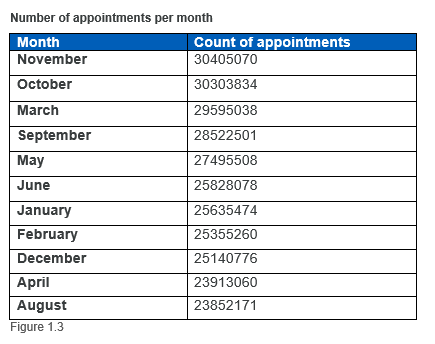 Number of appointments per month
Month Count of appointments
November 30405070
October 30303834
March 29595038
September 28522501
May 27495508
June 25828078
January 25635474
February 25355260
December 25140776
April 23913060
August 23852171
Figure 1.3